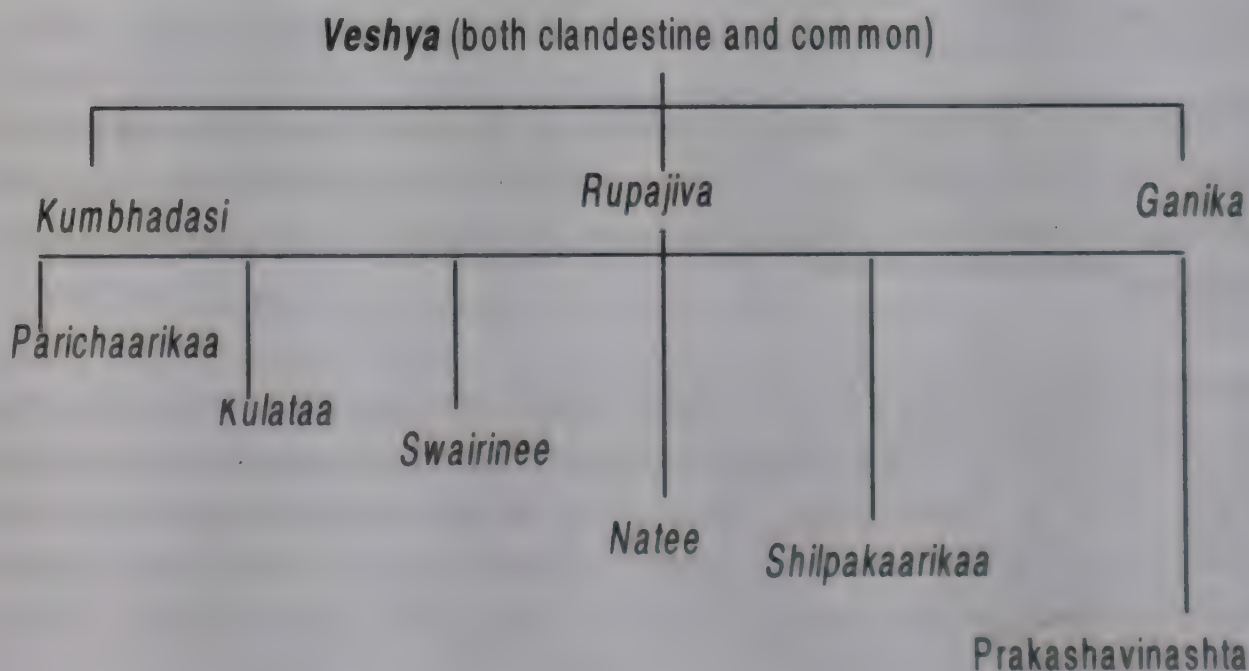 Veshya (both clandestine and common)
Kumbhadasi
Rupajiva
Ganika
Parichaarikaa
Kulataa
Swairinee
Natee
Shilpakaarikaa
Prakashavinashta